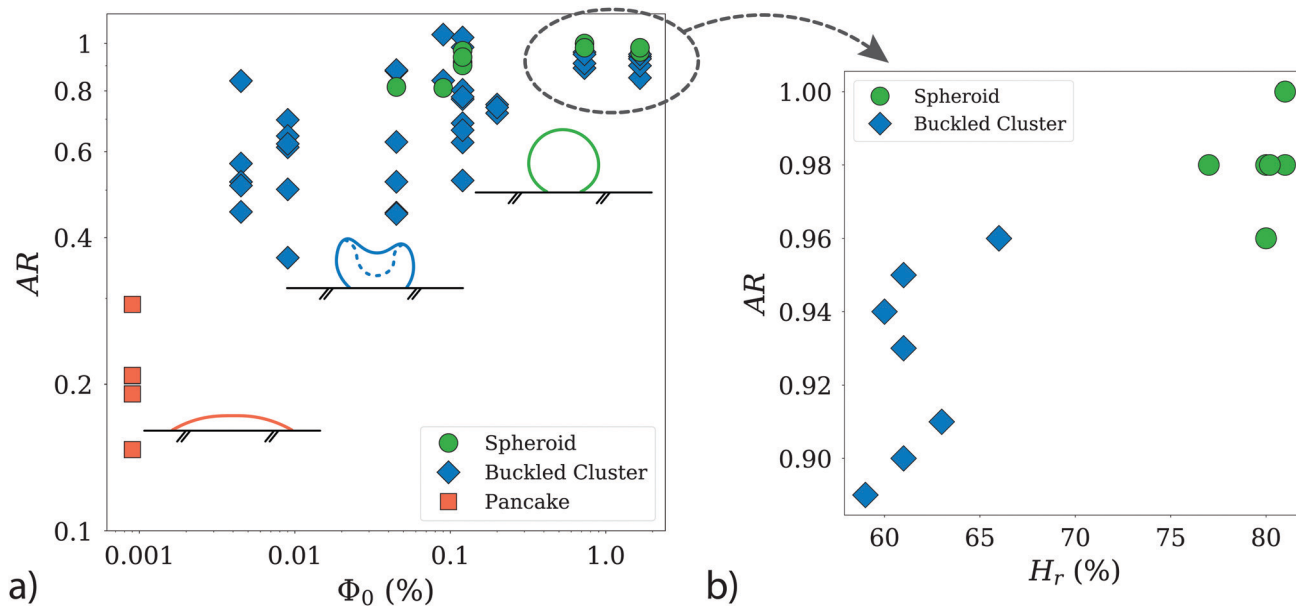 1
0.8
0.6
0.4
0.3
0.2
0.1
AR
0.001
0.01
0.1
1.0
Φ0 (%)
Spheroid
Buckled Cluster
Pancake
a)
1.00
0.98
0.96
0.94
0.92
0.90
AR
Spheroid
Buckled Cluster
60
65
70
75
80
Hr (%)
b)